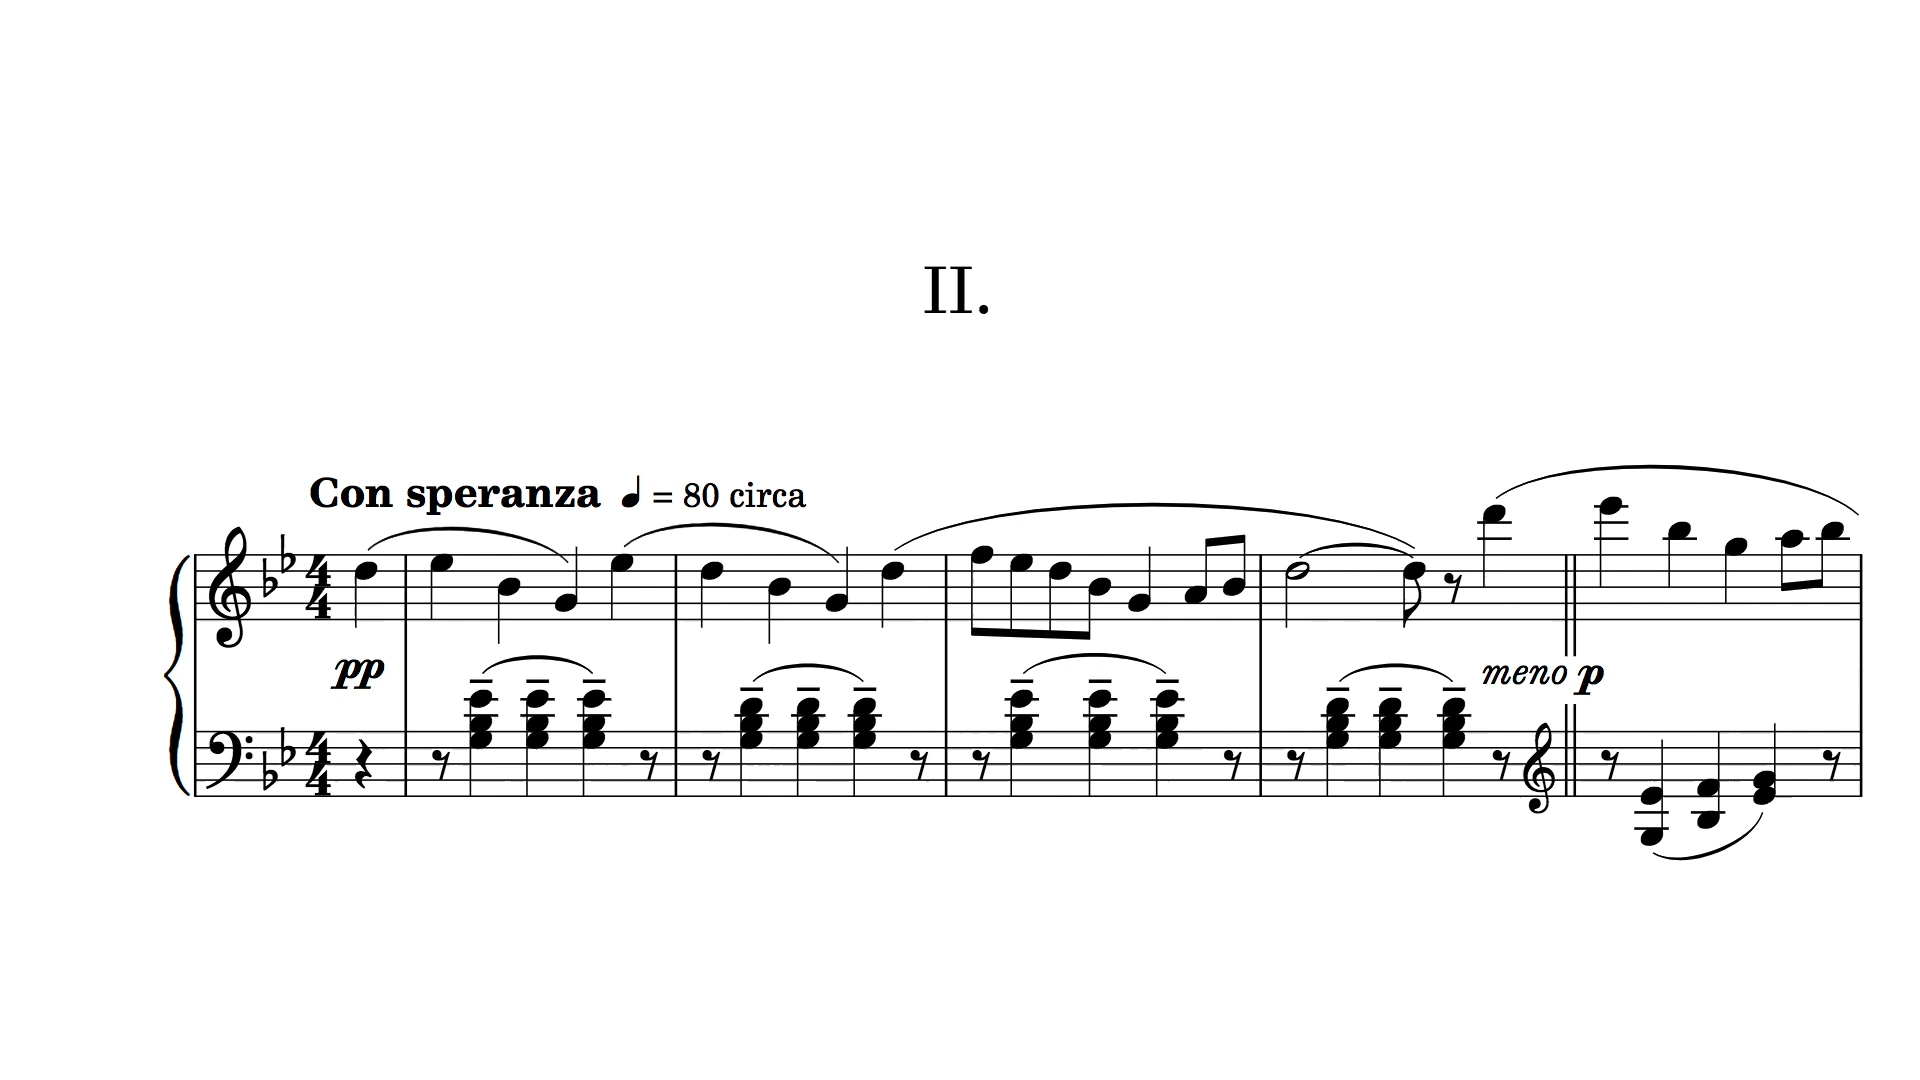 II.
Con speranza ♩ = 80 circa
pp
meno p